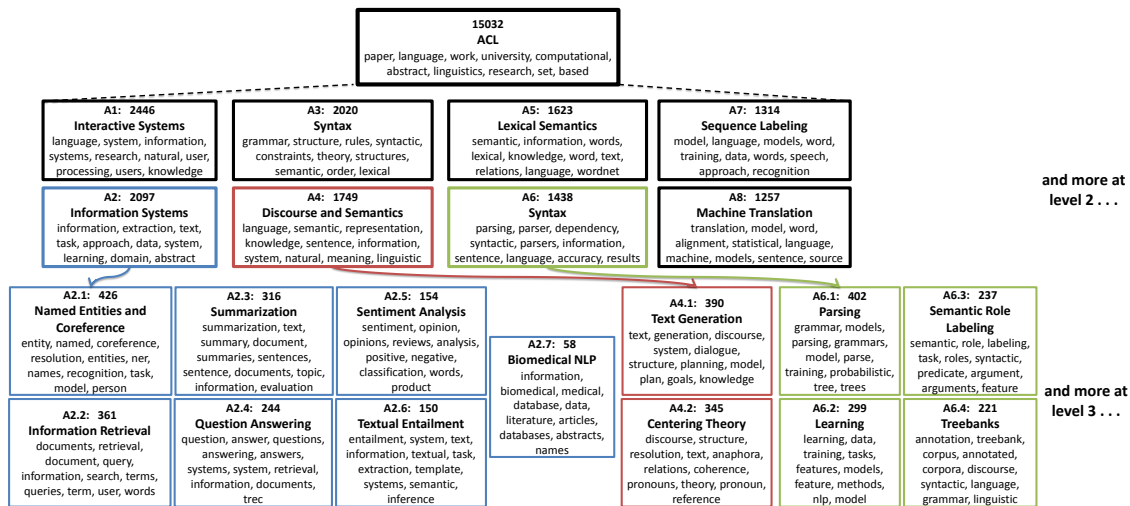 15032
ACL
paper, language, work, university, computational,
abstract, linguistics, research, set, based
A1: 2446
Interactive Systems
language, system, information,
systems, research, natural, user,
processing, users, knowledge
A3: 2020
Syntax
grammar, structure, rules, syntactic,
constraints, theory, structures,
semantic, order, lexical
A5: 1623
Lexical Semantics
semantic, information, words,
lexical, knowledge, word, text,
relations, language, wordnet
A7: 1314
Sequence Labeling
model, language, models, word,
training, data, words, speech,
approach, recognition
A2: 2097
Information Systems
information, extraction, text,
task, approach, data, system,
learning, domain, abstract
A4: 1749
Discourse and Semantics
language, semantic, representation,
knowledge, sentence, information,
system, natural, meaning, linguistic
A6: 1438
Syntax
parsing, parser, dependency,
syntactic, parsers, information,
sentence, language, accuracy, results
A8: 1257
Machine Translation
translation, model, word,
alignment, statistical, language,
machine, models, sentence, source
and more at
level 2 . . .
A2.1: 426
Named Entities and
Coreference
entity, named, coreference,
resolution, entities, ner,
names, recognition, task,
model, person
A2.3: 316
Summarization
summarization, text,
summary, document,
summaries, sentences,
sentence, documents, topic,
information, evaluation
A2.5: 154
Sentiment Analysis
sentiment, opinion,
opinions, reviews, analysis,
positive, negative,
classification, words,
product
A2.7: 58
Biomedical NLP
information,
biomedical, medical,
database, data,
literature, articles,
databases, abstracts,
names
A4.1: 390
Text Generation
text, generation, discourse,
system, dialogue,
structure, planning, model,
plan, goals, knowledge
A6.1: 402
Parsing
grammar, models,
parsing, grammars,
model, parse,
training, probabilistic,
tree, trees
A6.3: 237
Semantic Role
Labeling
semantic, role, labeling,
task, roles, syntactic,
predicate, argument,
arguments, feature
A2.2: 361
Information Retrieval
documents, retrieval,
document, query,
information, search, terms,
queries, term, user, words
A2.4: 244
Question Answering
question, answer, questions,
answering, answers,
systems, system, retrieval,
information, documents,
trec
A2.6: 150
Textual Entailment
entailment, system, text,
information, textual, task,
extraction, template,
systems, semantic,
inference
A4.2: 345
Centering Theory
discourse, structure,
resolution, text, anaphora,
relations, coherence,
pronouns, theory, pronoun,
reference
A6.2: 299
Learning
learning, data,
training, tasks,
features, models,
feature, methods,
nlp, model
A6.4: 221
Treebanks
annotation, treebank,
corpus, annotated,
corpora, discourse,
syntactic, language,
grammar, linguistic
and more at
level 3 . . .